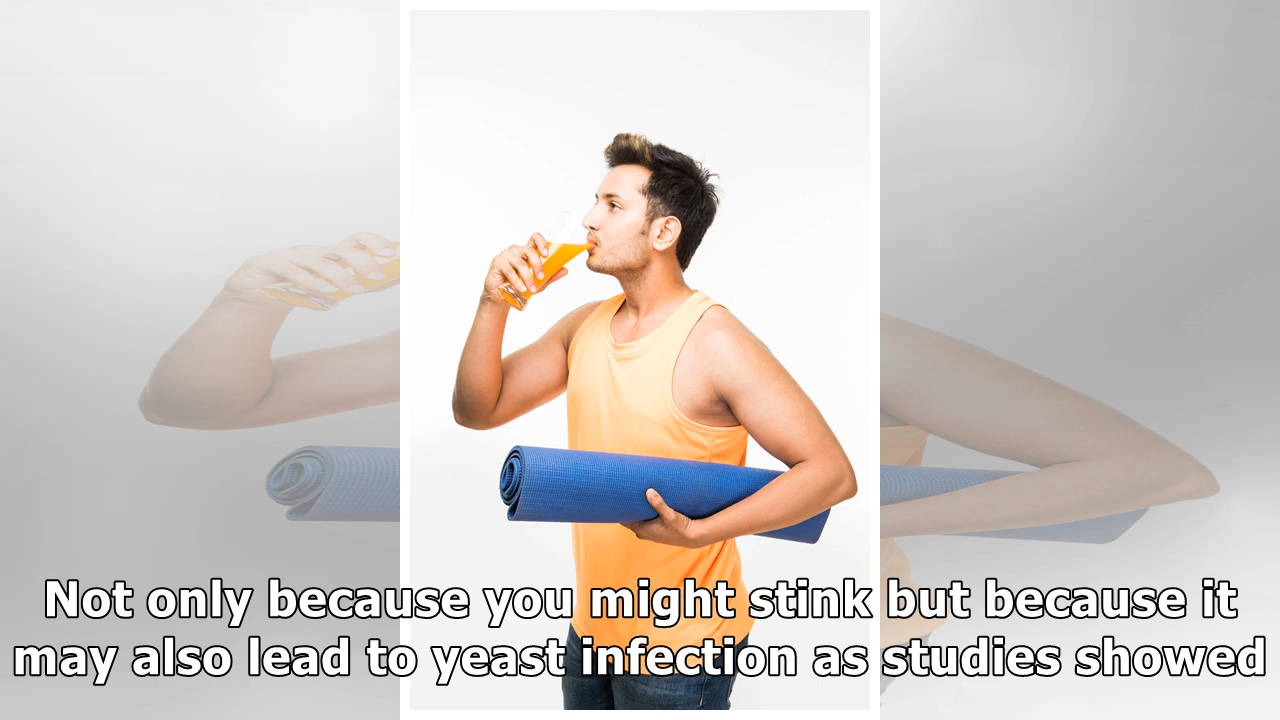 Not only because you might stink but because it
may also lead to yeast infection as studies showed